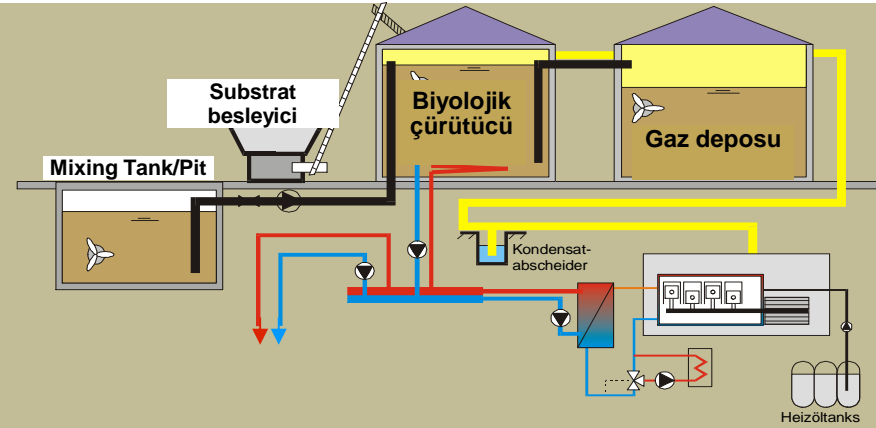 Substrat
besleyici
Biyolojik
çürütücü
Gaz deposu
Mixing Tank/Pit
Kondensat-
abscheider
Heizöltanks